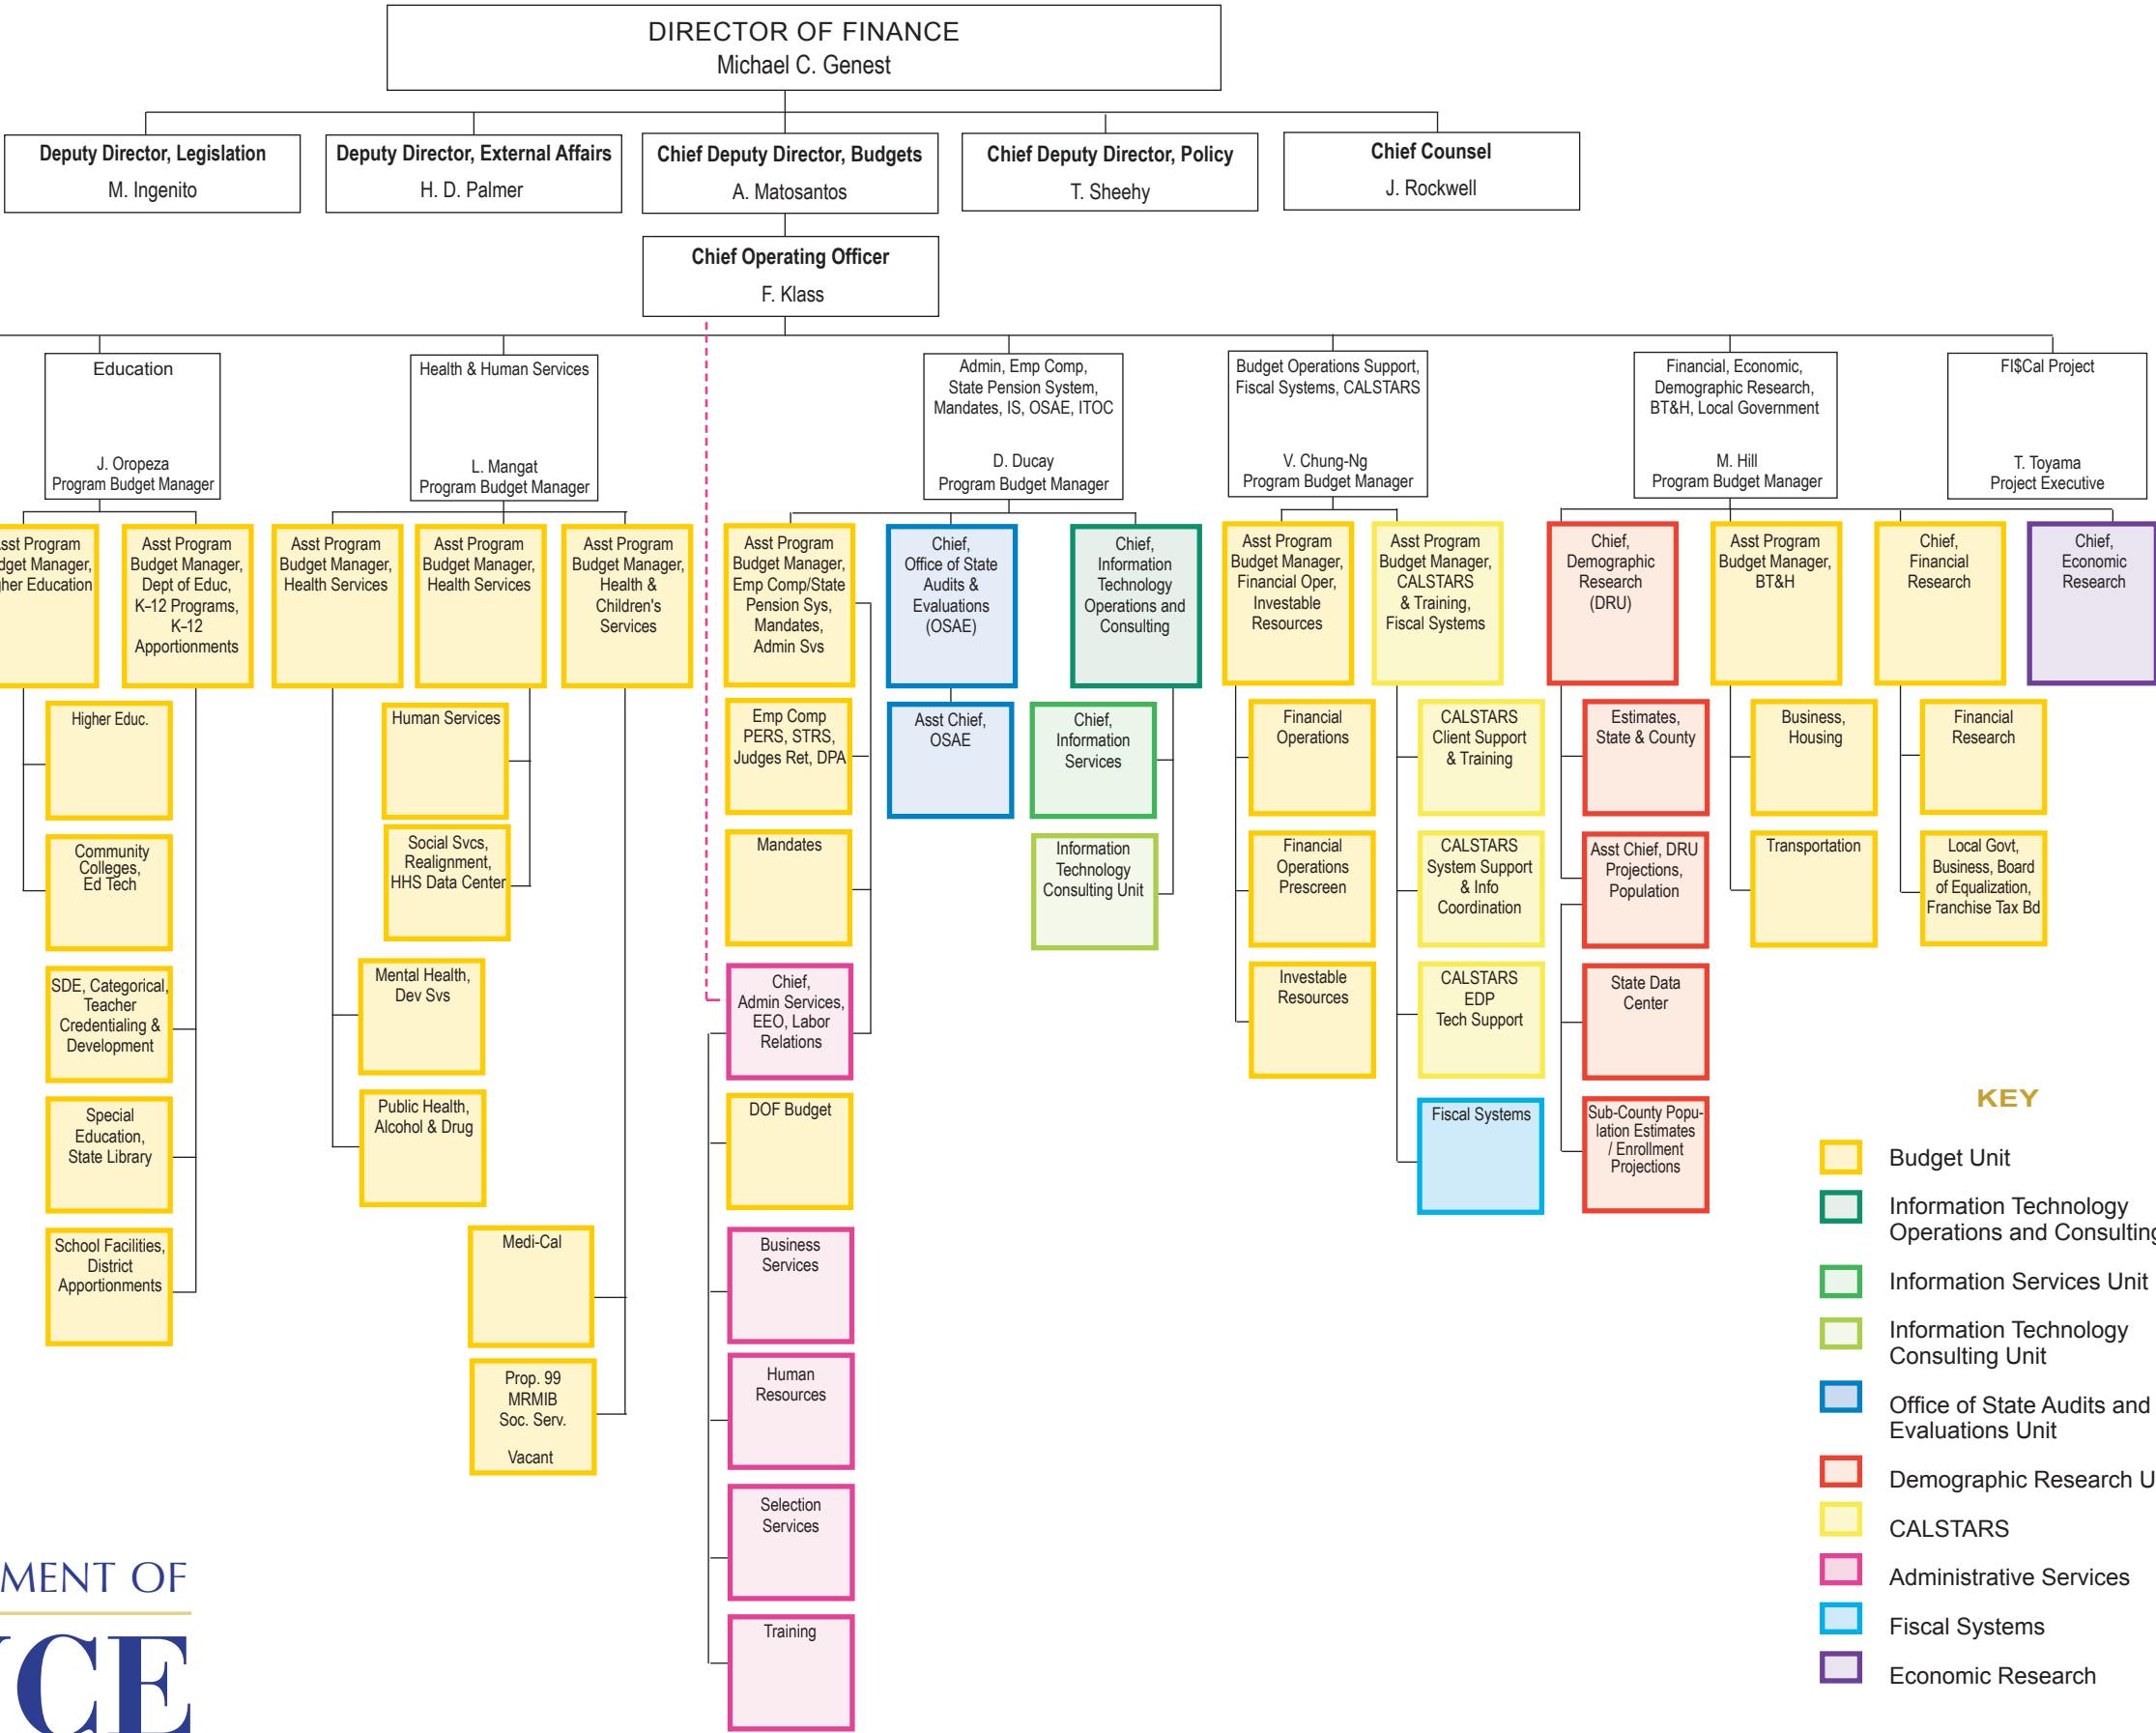 DIRECTOR OF FINANCE
Michael C. Genest
Deputy Director, Legislation
M. Ingenito
Deputy Director, External Affairs
H. D. Palmer
Chief Deputy Director, Budgets
A. Matosantos
Chief Deputy Director, Policy
T. Sheehy
Chief Counsel
J. Rockwell
Chief Operating Officer
F. Klass
Education
J. Oropeza
Program Budget Manager
Health & Human Services
L. Mangat
Program Budget Manager
Admin, Emp Comp,
State Pension System,
Mandates, IS, OSAE, ITOC
D. Ducay
Program Budget Manager
Budget Operations Support,
Fiscal Systems, CALSTARS
V. Chung-Ng
Program Budget Manager
Financial, Economic,
Demographic Research,
BT&H, Local Government
M. Hill
Program Budget Manager
FI$Cal Project
T. Toyama
Project Executive
sst Program
dget Manager,
her Education
Asst Program
Budget Manager,
Dept of Educ,
K–12 Programs,
K–12
Apportionments
Asst Program
Budget Manager,
Health Services
Asst Program
Budget Manager,
Health Services
Asst Program
Budget Manager,
Health &
Children's
Services
Asst Program
Budget Manager,
Emp Comp/State
Pension Sys,
Mandates,
Admin Svs
Chief,
Office of State
Audits &
Evaluations
(OSAE)
Chief,
Information
Technology
Operations and
Consulting
Asst Program
Budget Manager,
Financial Oper,
Investable
Resources
Asst Program
Budget Manager,
CALSTARS
& Training,
Fiscal Systems
Chief,
Demographic
Research
(DRU)
Asst Program
Budget Manager,
BT&H
Chief,
Financial
Research
Chief,
Economic
Research
Higher Educ.
Community
Colleges,
Ed Tech
SDE, Categorical,
Teacher
Credentialing &
Development
Special
Education,
State Library
School Facilities,
District
Apportionments
Human Services
Social Svcs,
Realignment,
HHS Data Center
Mental Health,
Dev Svs
Public Health,
Alcohol & Drug
Medi-Cal
Prop. 99
MRMIB
Soc. Serv.
Vacant
Emp Comp
PERS, STRS,
Judges Ret, DPA
Mandates
Chief,
Admin Services,
EEO, Labor
Relations
DOF Budget
Business
Services
Human
Resources
Selection
Services
Training
Asst Chief,
OSAE
Chief,
Information
Services
Information
Technology
Consulting Unit
Financial
Operations
Financial
Operations
Prescreen
Investable
Resources
CALSTARS
Client Support
& Training
CALSTARS
System Support
& Info
Coordination
CALSTARS
EDP
Tech Support
Fiscal Systems
Estimates,
State & County
Asst Chief, DRU
Projections,
Population
State Data
Center
Sub-County Popu-
lation Estimates
/ Enrollment
Projections
Business,
Housing
Transportation
Financial
Research
Local Govt,
Business, Board
of Equalization,
Franchise Tax Bd
KEY
Budget Unit
Information Technology
Operations and Consulting
Information Services Unit
Information Technology
Consulting Unit
Office of State Audits and
Evaluations Unit
Demographic Research U
CALSTARS
Administrative Services
Fiscal Systems
Economic Research
MENT OF
CE